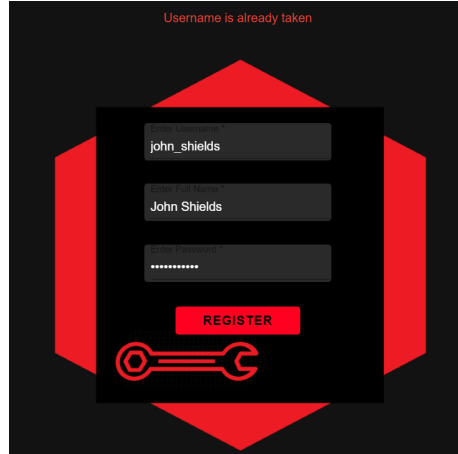 Username is already taken
Enter Username *
john_shields
Enter Full Name *
John Shields
Enter Password *
•••••••••••
REGISTER